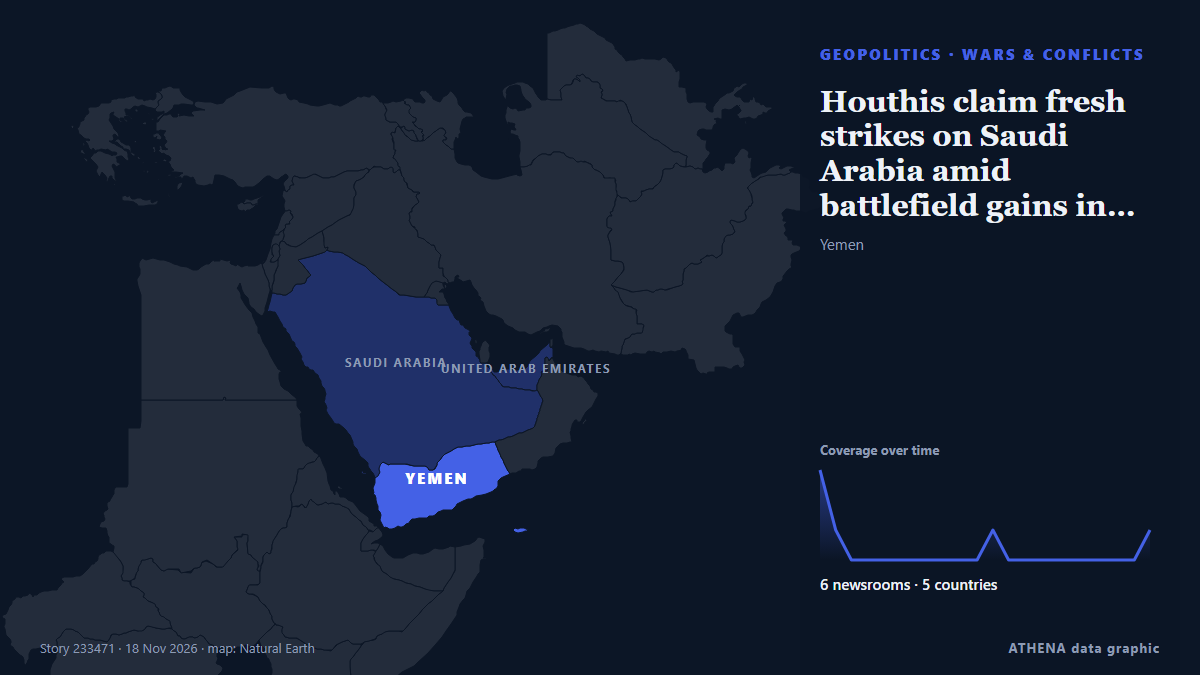 GEOPOLITICS · WARS & CONFLICTS
Houthis claim fresh
strikes on Saudi
Arabia amid
battlefield gains in...
Yemen
SAUDI ARABIA
UNITED ARAB EMIRATES
YEMEN
Coverage over time
6 newsrooms · 5 countries
Story 233471 · 18 Nov 2026 · map: Natural Earth
ATHENA data graphic